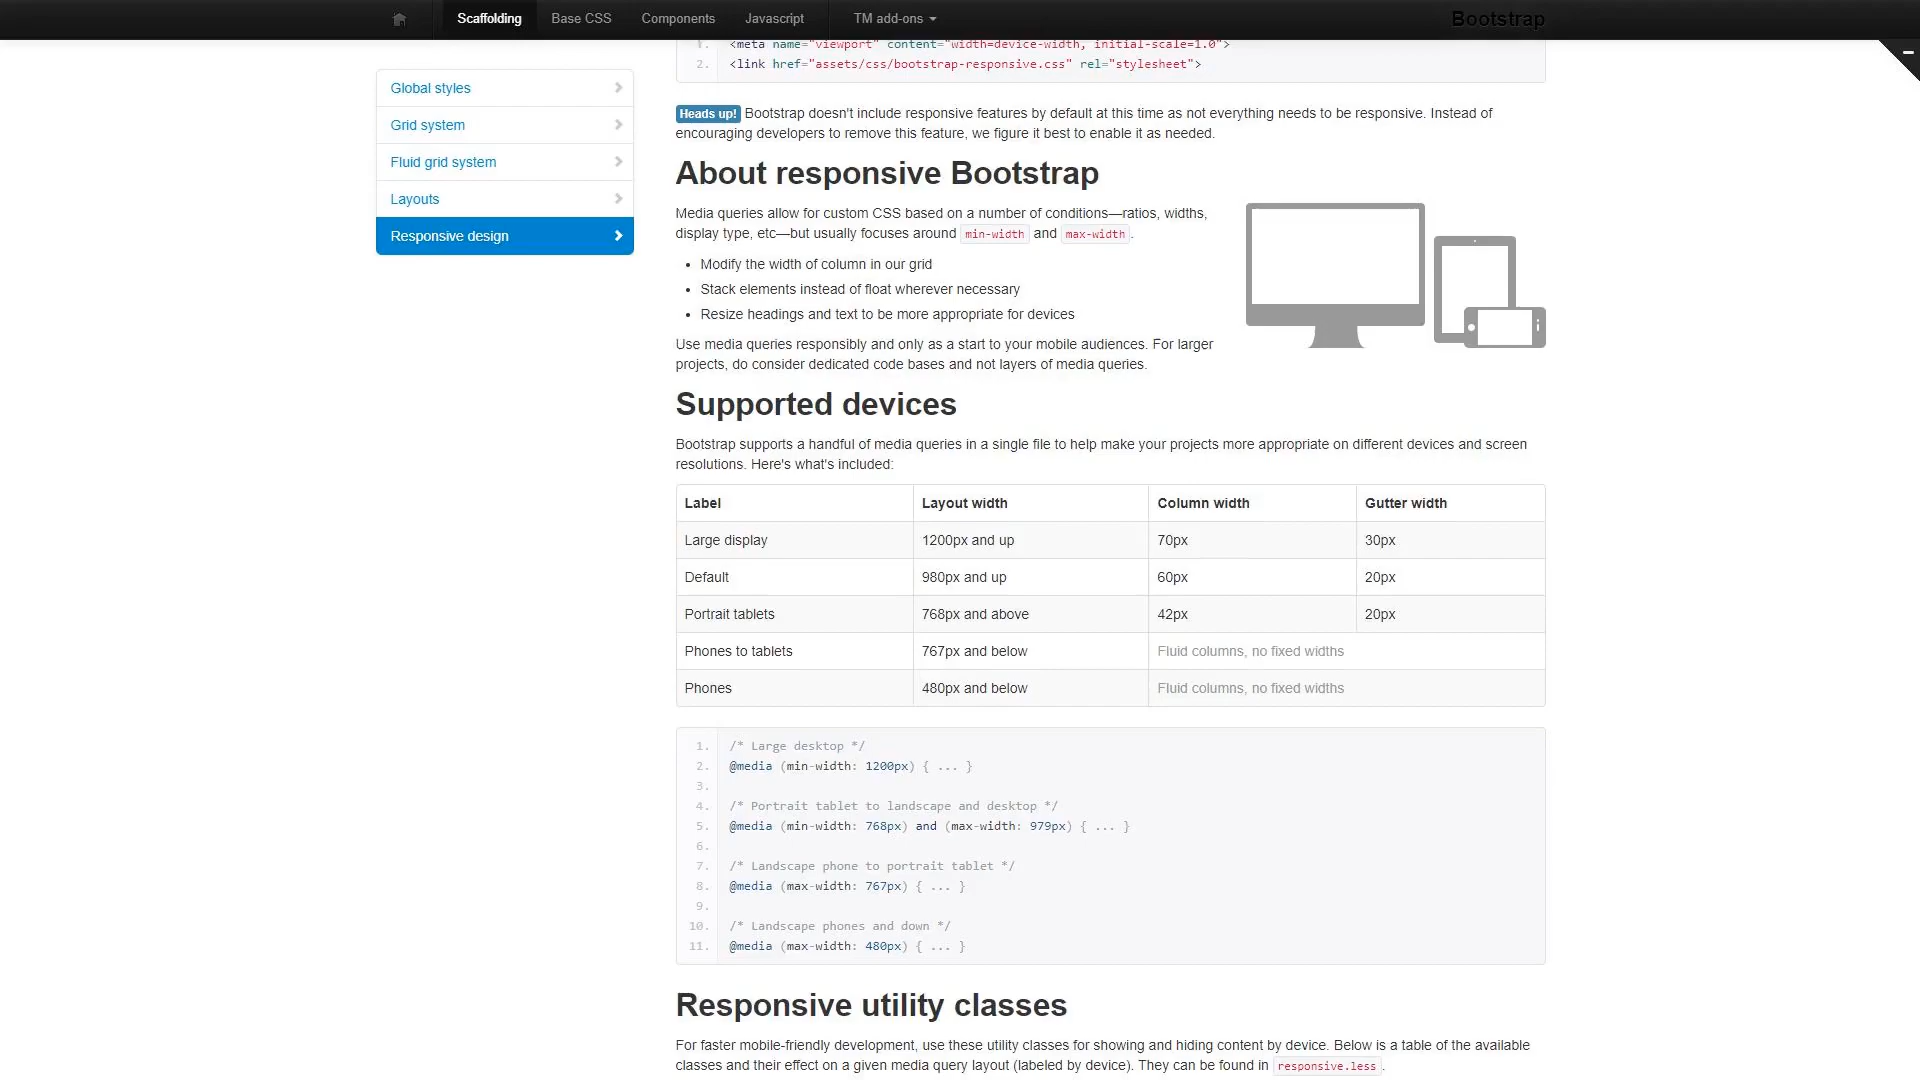 Scaffolding Base CSS Components Javascript TM add-ons Bootstrap
Global styles
Grid system
Fluid grid system
Layouts
Responsive design
1. <meta name="viewport" content="width=device-width, initial-scale=1.0">
2. <link href="assets/css/bootstrap-responsive.css" rel="stylesheet">
Heads up! Bootstrap doesn't include responsive features by default at this time as not everything needs to be responsive. Instead of
encouraging developers to remove this feature, we figure it best to enable it as needed.
About responsive Bootstrap
Media queries allow for custom CSS based on a number of conditions—ratios, widths,
display type, etc—but usually focuses around min-width and max-width.
• Modify the width of column in our grid
• Stack elements instead of float wherever necessary
• Resize headings and text to be more appropriate for devices
Use media queries responsibly and only as a start to your mobile audiences. For larger
projects, do consider dedicated code bases and not layers of media queries.
Supported devices
Bootstrap supports a handful of media queries in a single file to help make your projects more appropriate on different devices and screen
resolutions. Here's what's included:
Label Layout width Column width Gutter width
Large display 1200px and up 70px 30px
Default 980px and up 60px 20px
Portrait tablets 768px and above 42px 20px
Phones to tablets 767px and below Fluid columns, no fixed widths
Phones 480px and below Fluid columns, no fixed widths
1. /* Large desktop */
2. @media (min-width: 1200px) { ... }
3.
4. /* Portrait tablet to landscape and desktop */
5. @media (min-width: 768px) and (max-width: 979px) { ... }
6.
7. /* Landscape phone to portrait tablet */
8. @media (max-width: 767px) { ... }
9.
10. /* Landscape phones and down */
11. @media (max-width: 480px) { ... }
Responsive utility classes
For faster mobile-friendly development, use these utility classes for showing and hiding content by device. Below is a table of the available
classes and their effect on a given media query layout (labeled by device). They can be found in responsive.less.